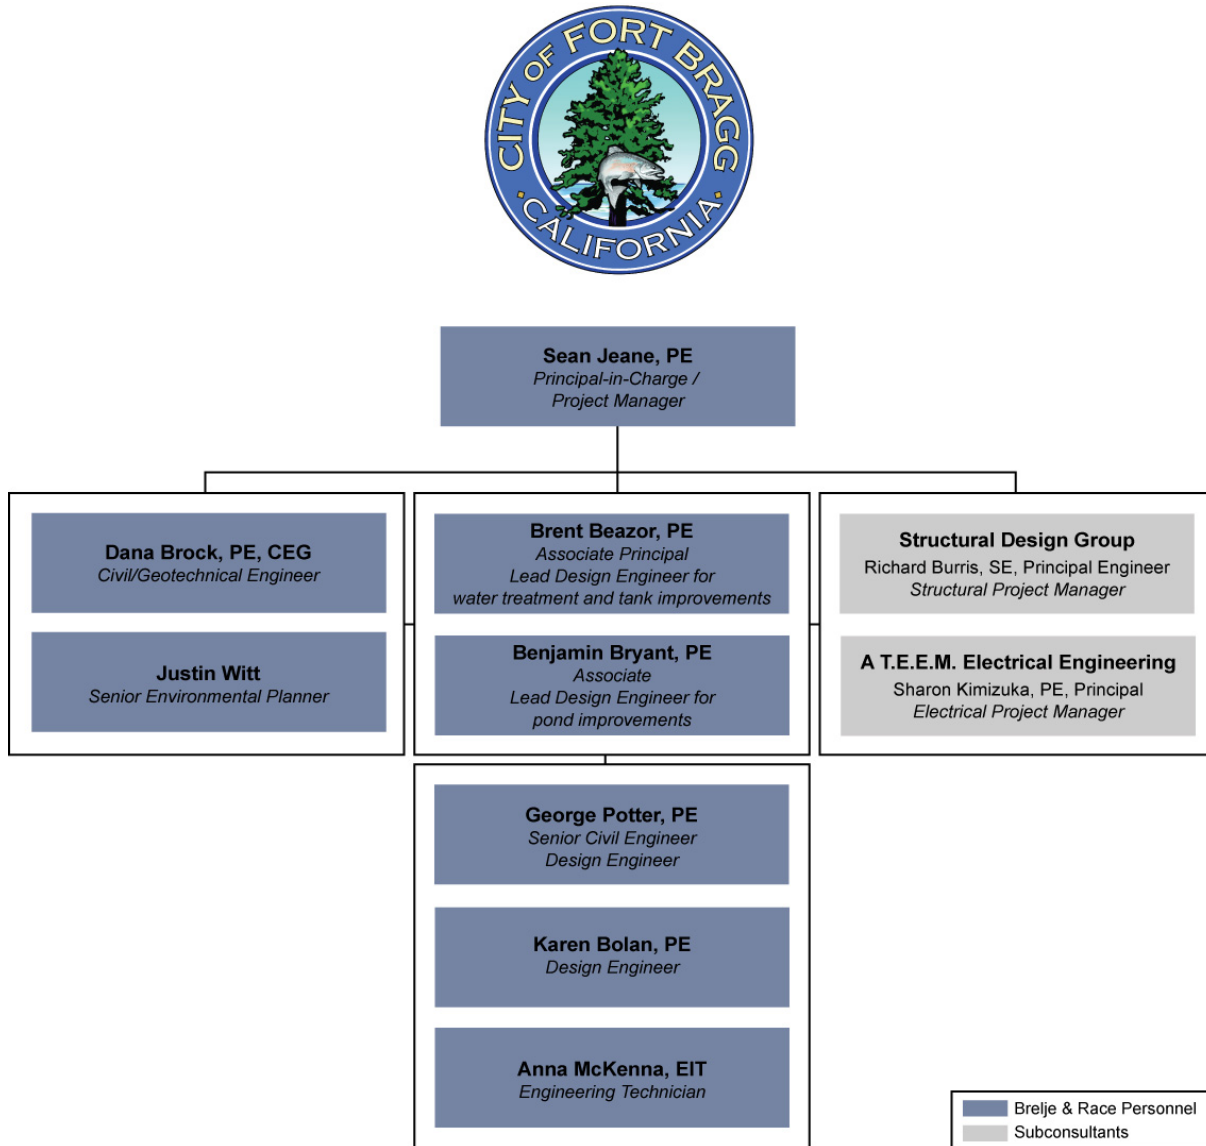 CITY OF FORT BRAGG
· CALIFORNIA ·
Sean Jeane, PE
Principal-in-Charge /
Project Manager
Dana Brock, PE, CEG
Civil/Geotechnical Engineer
Justin Witt
Senior Environmental Planner
Brent Beazor, PE
Associate Principal
Lead Design Engineer for
water treatment and tank improvements
Benjamin Bryant, PE
Associate
Lead Design Engineer for
pond improvements
Structural Design Group
Richard Burris, SE, Principal Engineer
Structural Project Manager
A T.E.E.M. Electrical Engineering
Sharon Kimizuka, PE, Principal
Electrical Project Manager
George Potter, PE
Senior Civil Engineer
Design Engineer
Karen Bolan, PE
Design Engineer
Anna McKenna, EIT
Engineering Technician
Brelje & Race Personnel
Subconsultants